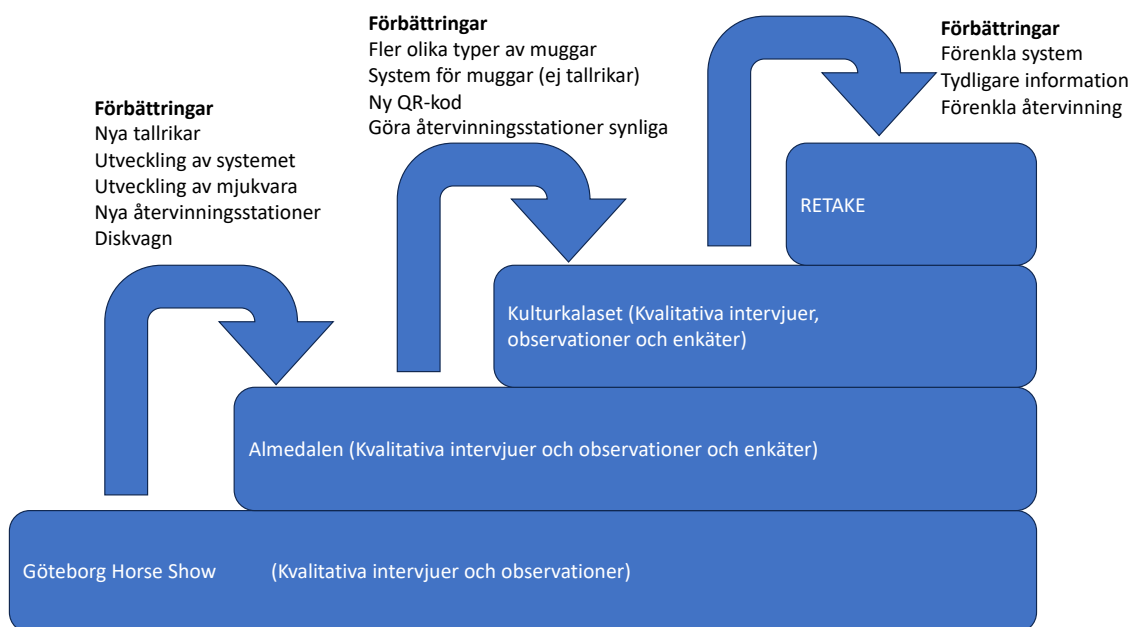 Förbättringar
Nya tallrikar
Utveckling av systemet
Utveckling av mjukvara
Nya återvinningsstationer
Diskvagn
Förbättringar
Fler olika typer av muggar
System för muggar (ej tallrikar)
Ny QR-kod
Göra återvinningsstationer synliga
Förbättringar
Förenkla system
Tydligare information
Förenkla återvinning
RETAKE
Kulturkalaset (Kvalitativa intervjuer,
observationer och enkäter)
Almedalen (Kvalitativa intervjuer och observationer och enkäter)
Göteborg Horse Show (Kvalitativa intervjuer och observationer)